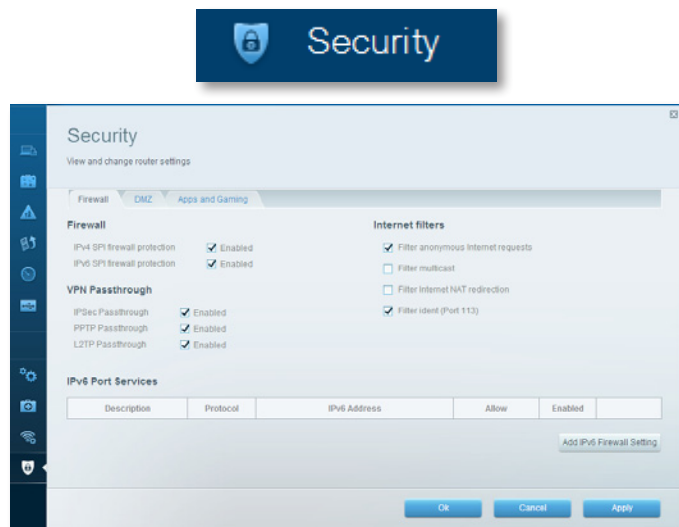 Security
Security
View and change router settings
Firewall DMZ Apps and Gaming
Firewall
IPv4 SPI firewall protection Enabled
IPv6 SPI firewall protection Enabled
VPN Passthrough
IPSec Passthrough Enabled
PPTP Passthrough Enabled
L2TP Passthrough Enabled
Internet filters
Filter anonymous Internet requests
Filter multicast
Filter Internet NAT redirection
Filter ident (Port 113)
IPv6 Port Services
Description Protocol IPv6 Address Allow Enabled
Add IPv6 Firewall Setting
Ok Cancel Apply